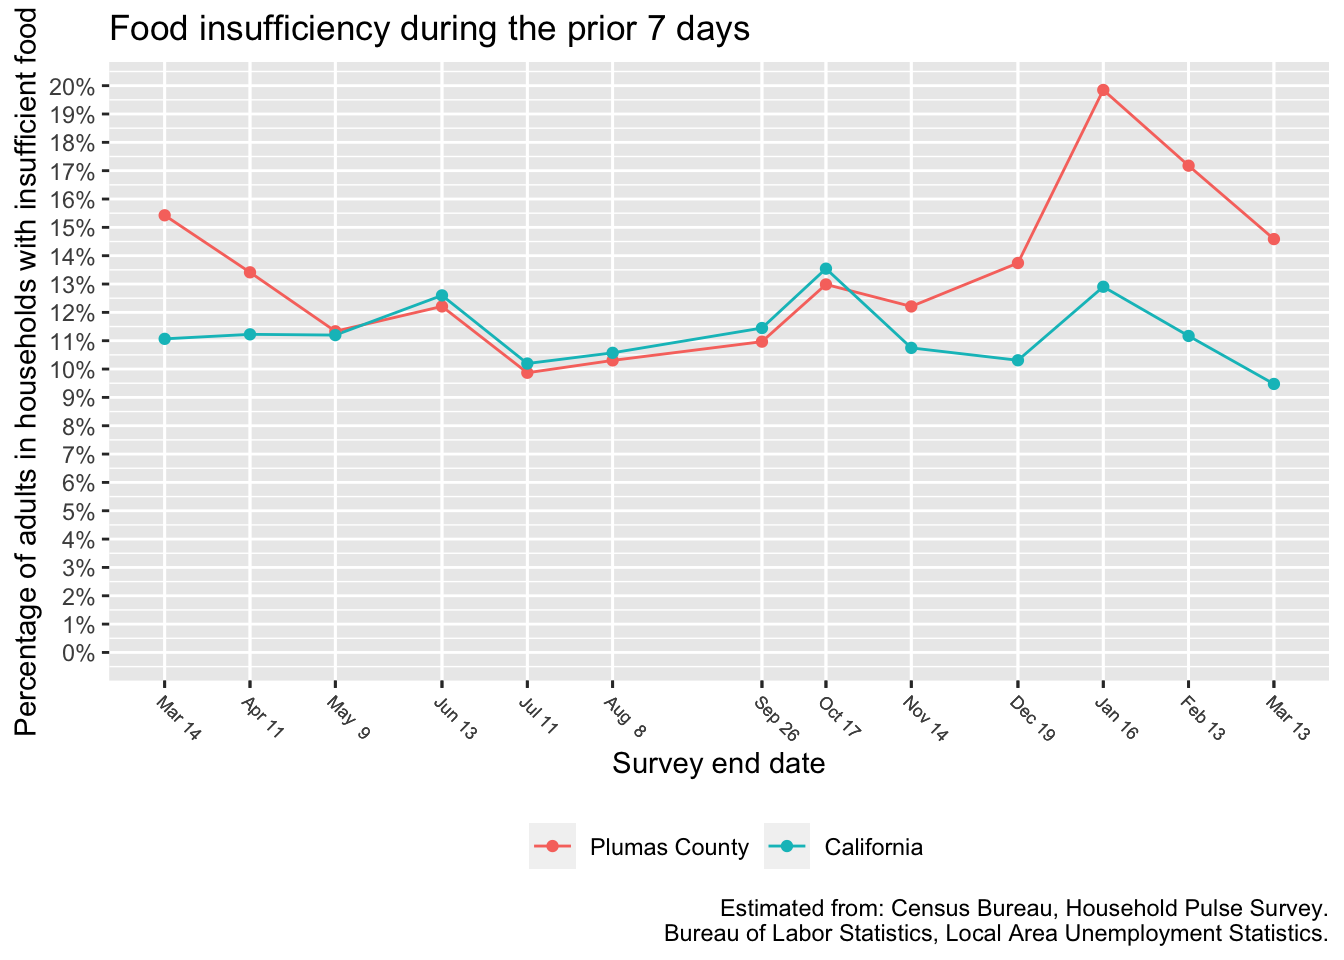 Food insufficiency during the prior 7 days
Percentage of adults in households with insufficient food
20%
19%
18%
17%
16%
15%
14%
13%
12%
11%
10%
9%
8%
7%
6%
5%
4%
3%
2%
1%
0%
Mar 14
Apr 11
May 9
Jun 13
Jul 11
Aug 8
Sep 26
Oct 17
Nov 14
Dec 19
Jan 16
Feb 13
Mar 13
Survey end date
Plumas County
California
Estimated from: Census Bureau, Household Pulse Survey.
Bureau of Labor Statistics, Local Area Unemployment Statistics.